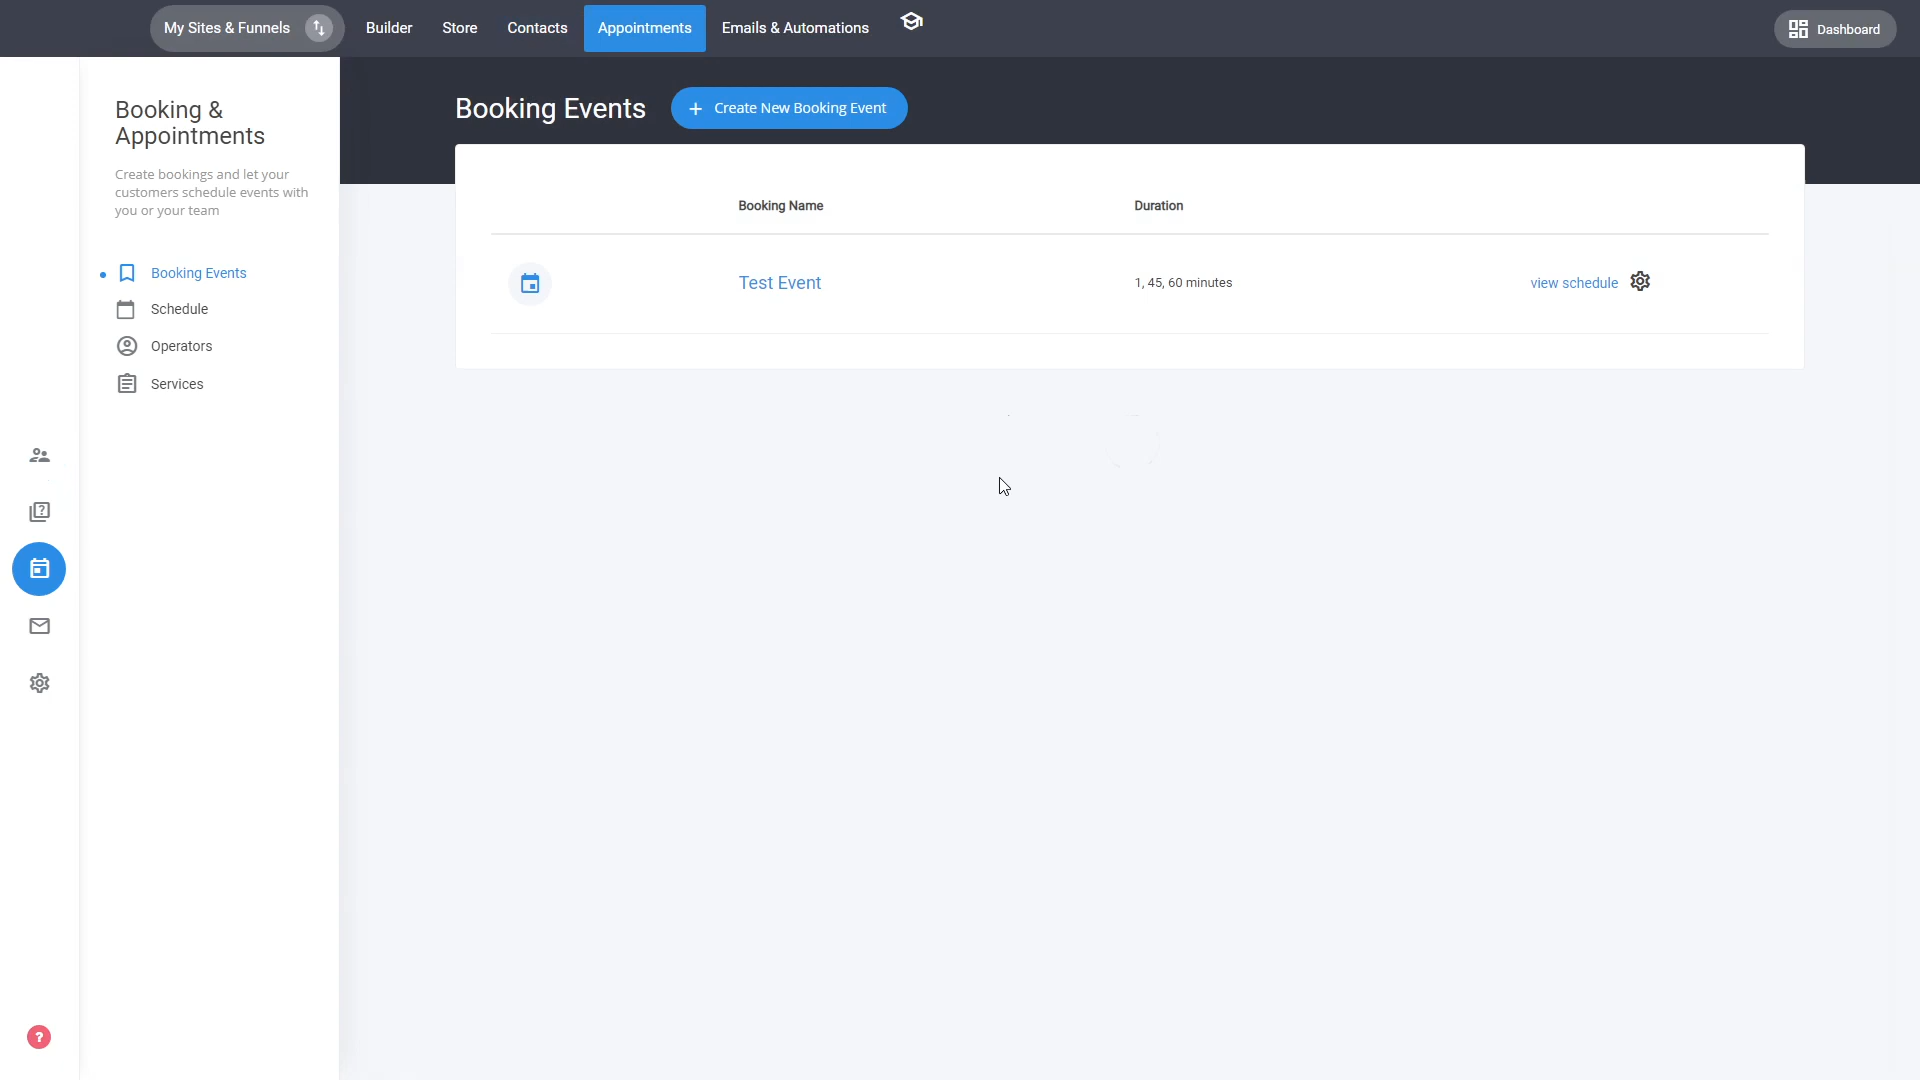 My Sites & Funnels
Builder
Store
Contacts
Appointments
Emails & Automations
Dashboard
Booking &
Appointments
Create bookings and let your
customers schedule events with
you or your team
Booking Events
Schedule
Operators
Services
?
?
Booking Events
+ Create New Booking Event
Booking Name
Duration
Test Event
1, 45, 60 minutes
view schedule